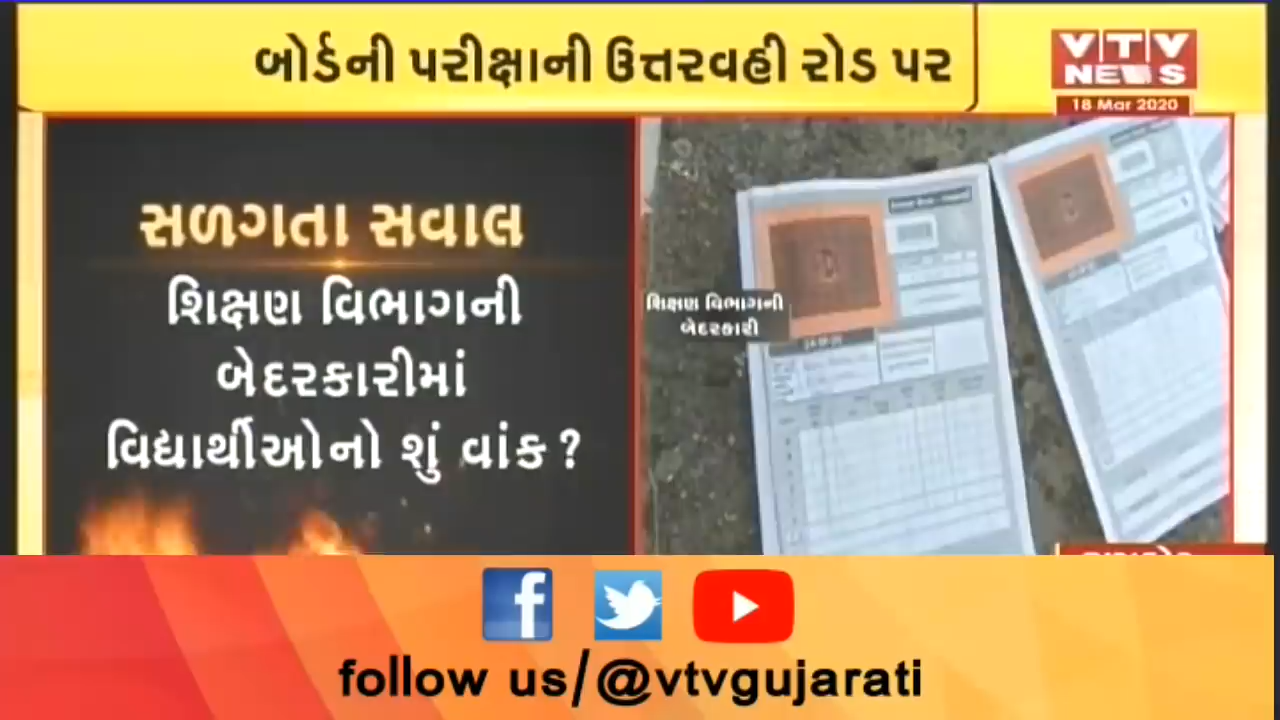 બોર્ડની પરીક્ષાની ઉત્તરવહી રોડ પર
VTV
NEWS
18 Mar 2020
સળગતા સવાલ
શિક્ષણ વિભાગની
બેદરકારીમાં
વિદ્યાર્થીઓનો શું વાંક ?
શિક્ષણ વિભાગની
બેદરકારી
follow us/@vtvgujarati